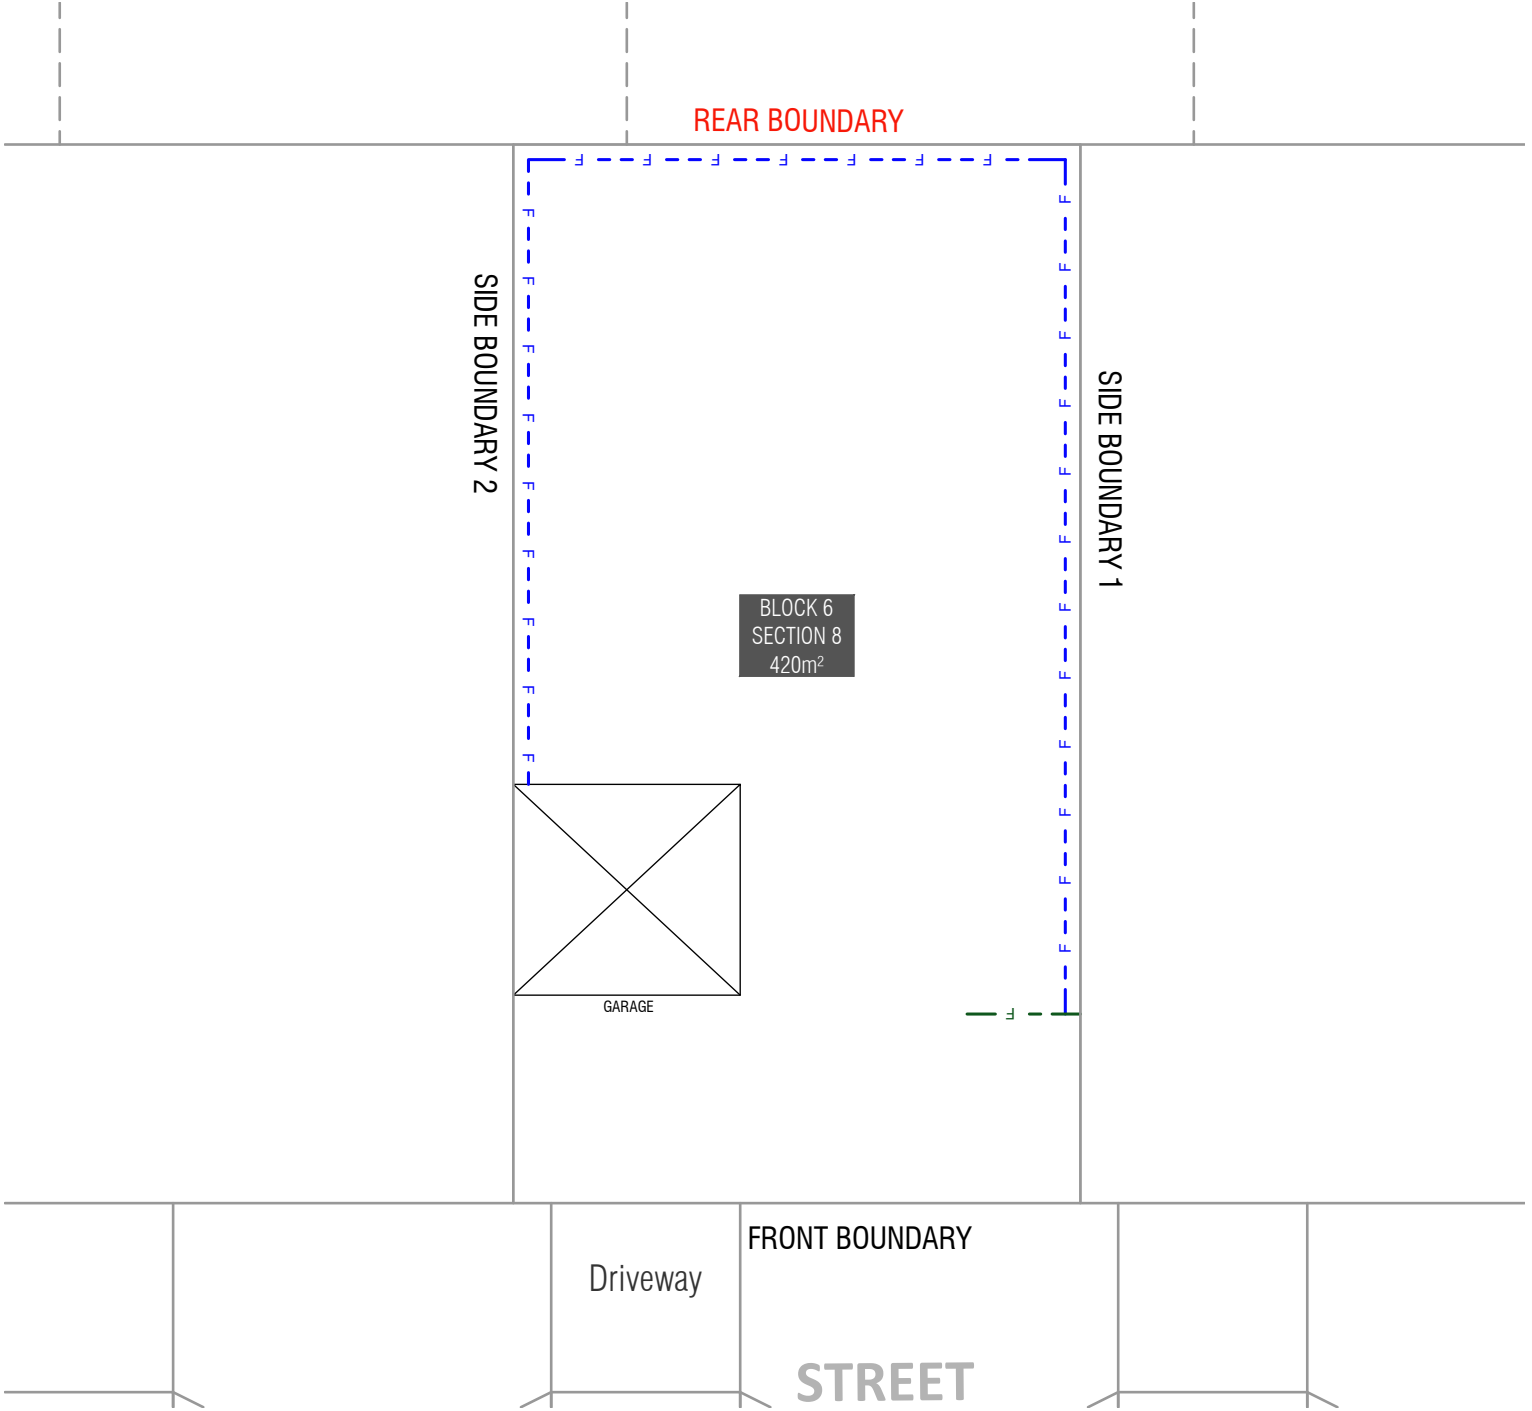 REAR BOUNDARY
F F F F F F F
SIDE BOUNDARY 2
F F F F F F F F F
SIDE BOUNDARY 1
F F F F F F F F F F F F
BLOCK 6
SECTION 8
420m²
GARAGE
F
FRONT BOUNDARY
Driveway
STREET